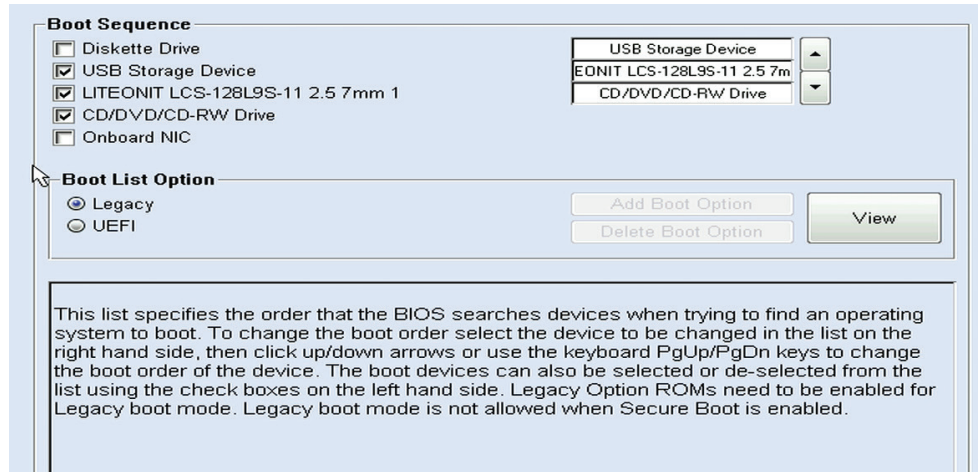 Boot Sequence
Diskette Drive
USB Storage Device
LITEONIT LCS-128L9S-11 2.5 7mm 1
CD/DVD/CD-RW Drive
Onboard NIC
USB Storage Device
EONIT LCS-128L9S-11 2.5 7m
CD/DVD/CD-RW Drive
Boot List Option
Legacy
UEFI
Add Boot Option
Delete Boot Option
View
This list specifies the order that the BIOS searches devices when trying to find an operating
system to boot. To change the boot order select the device to be changed in the list on the
right hand side, then click up/down arrows or use the keyboard PgUp/PgDn keys to change
the boot order of the device. The boot devices can also be selected or de-selected from the
list using the check boxes on the left hand side. Legacy Option ROMs need to be enabled for
Legacy boot mode. Legacy boot mode is not allowed when Secure Boot is enabled.